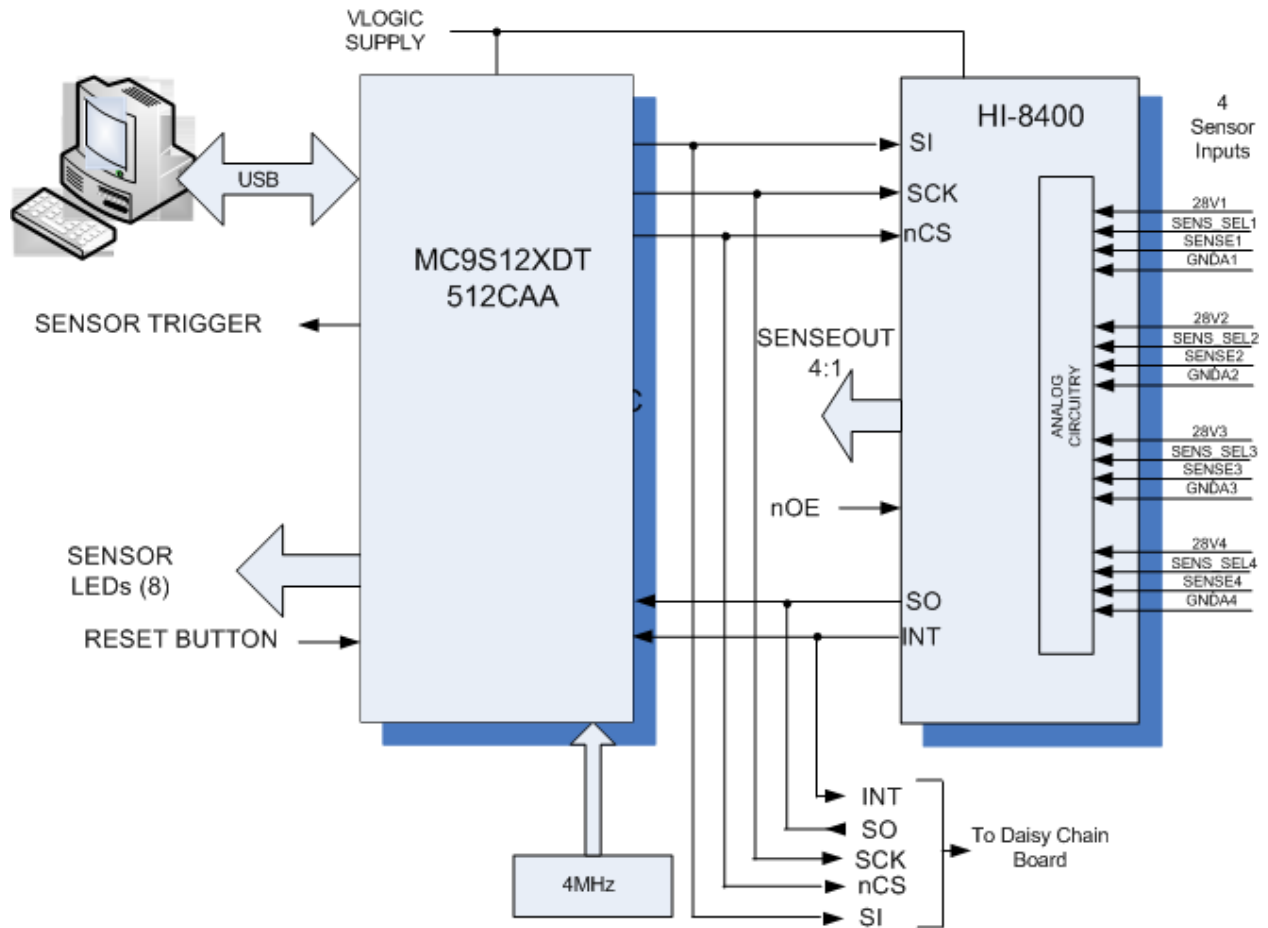 VLOGIC
SUPPLY
USB
MC9S12XDT
512CAA
SENSOR TRIGGER
SENSOR
LEDs (8)
RESET BUTTON
4MHz
C
HI-8400
SI
SCK
nCS
SENSEOUT
4:1
nOE
SO
INT
ANALOG
CIRCUITRY
4
Sensor
Inputs
28V1
SENS_SEL1
SENSE1
GNDA1
28V2
SENS_SEL2
SENSE2
GNDA2
28V3
SENS_SEL3
SENSE3
GNDA3
28V4
SENS_SEL4
SENSE4
GNDA4
INT
SO
SCK
nCS
SI
To Daisy Chain
Board